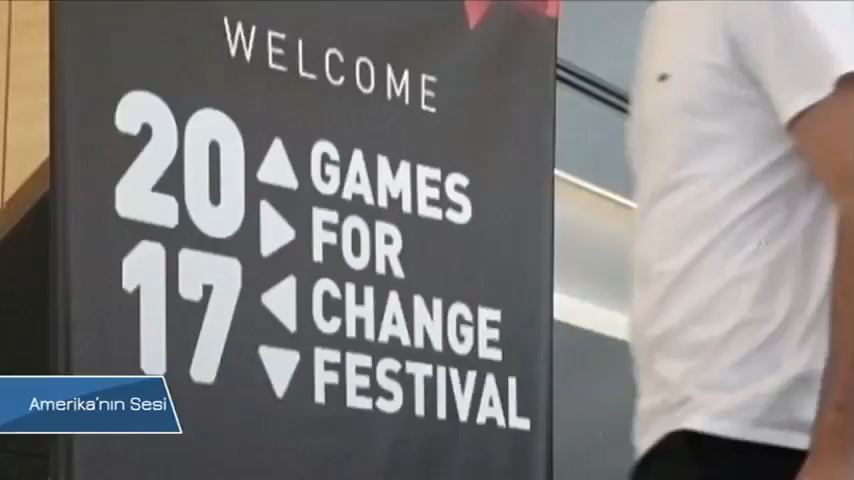 WELCOME
20 GAMES
FOR
17 CHANGE
FESTIVAL
Amerika'nın Sesi